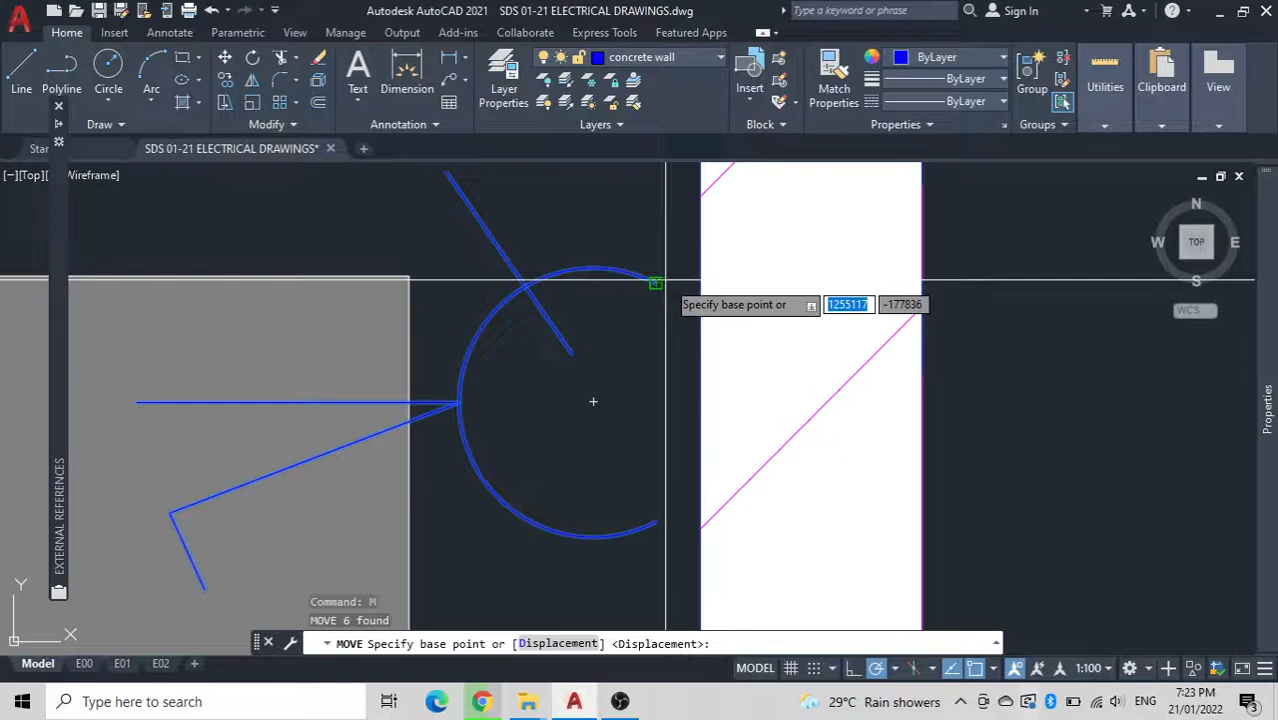 Autodesk AutoCAD 2021 SDS 01-21 ELECTRICAL DRAWINGS.dwg
Type a keyword or phrase
Sign In
Home Insert Annotate Parametric View Manage Output Add-ins Collaborate Express Tools Featured Apps
concrete wall
ByLayer
ByLayer
ByLayer
Line Polyline Circle Arc
Text Dimension
Layer Properties
Insert
Match Properties
Group
Utilities
Clipboard
View
Draw Modify Annotation Layers Block Properties Groups
Star
SDS 01-21 ELECTRICAL DRAWINGS*
[−][Top][
Wireframe]
N
W TOP E
S
WCS
Specify base point or 1255117 -177836
EXTERNAL REFERENCES
Properties
Y
X
Command: M
MOVE 6 found
MOVE Specify base point or [Displacement] <Displacement>:
Model E00 E01 E02 +
MODEL
1:100
Type here to search
29°C Rain showers
ENG
7:23 PM
21/01/2022
3